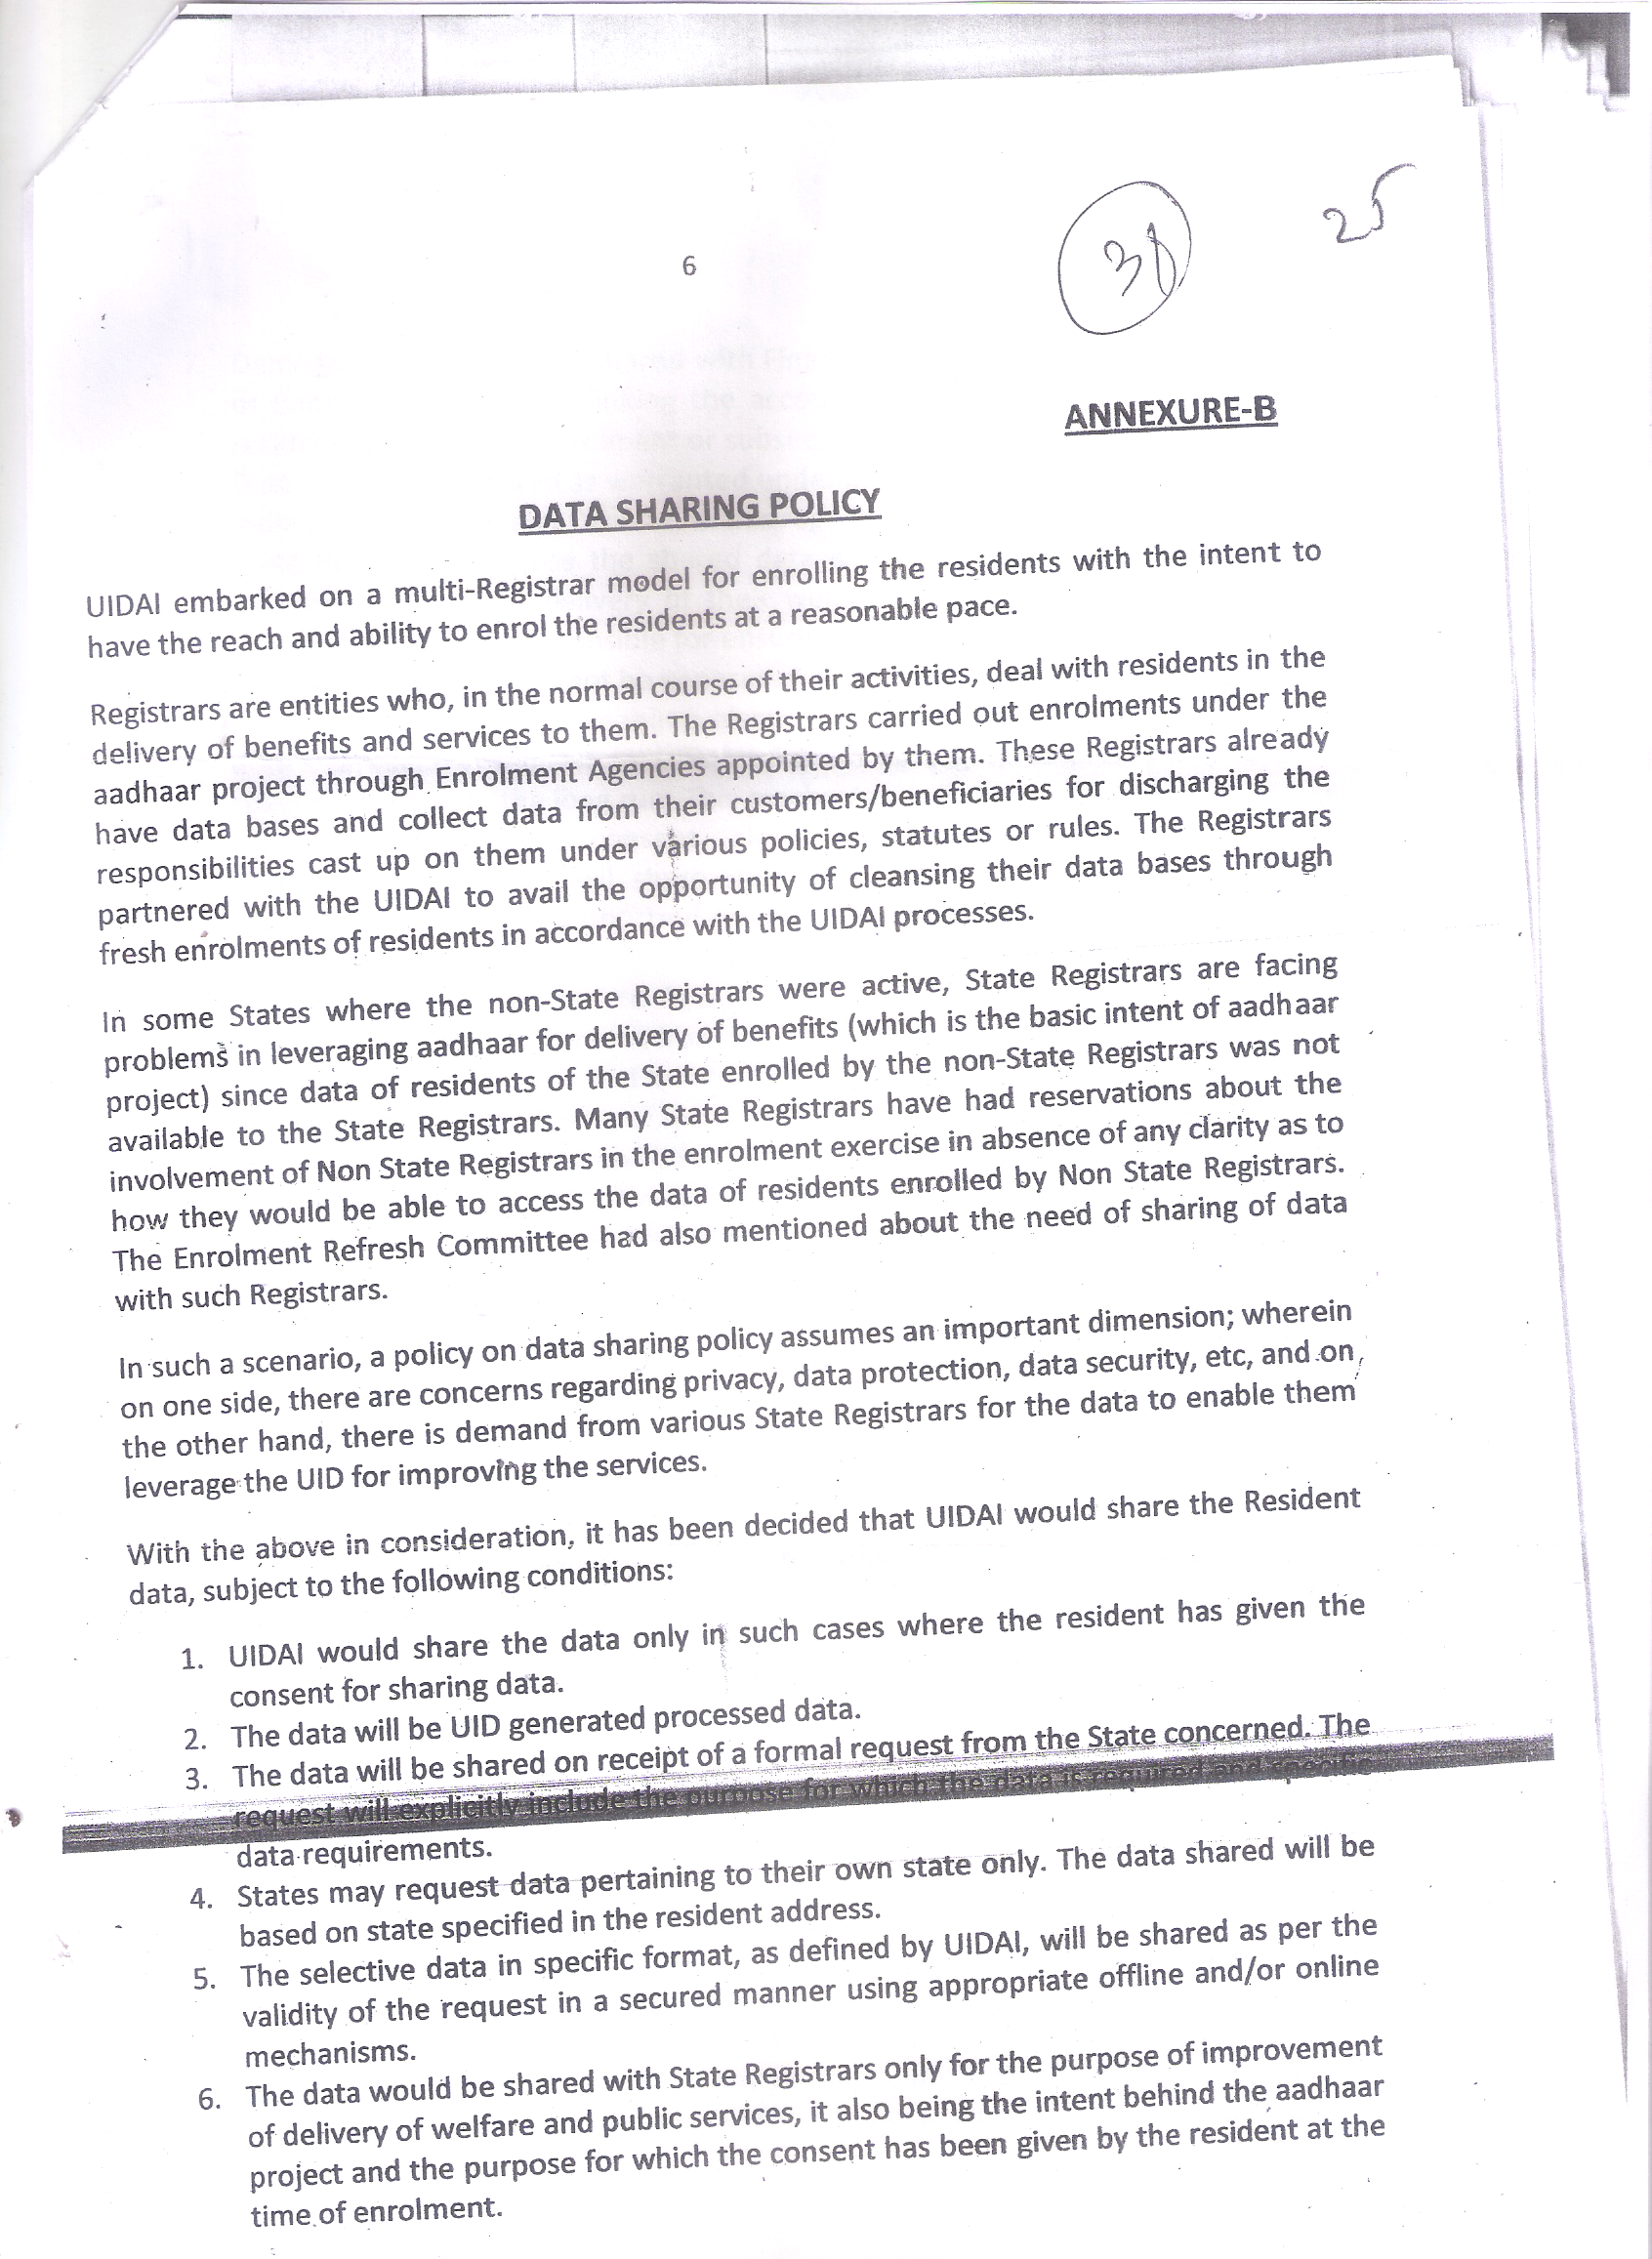 25
6
ANNEXURE-B
DATA SHARING POLICY
UIDAI embarked on a multi-Registrar model for enrolling the residents with the intent to
have the reach and ability to enrol the residents at a reasonable pace.
Registrars are entities who, in the normal course of their activities, deal with residents in the
delivery of benefits and services to them. The Registrars carried out enrolments under the
aadhaar project through Enrolment Agencies appointed by them. These Registrars already
have data bases and collect data from their customers/beneficiaries for discharging the
responsibilities cast up on them under various policies, statutes or rules. The Registrars
partnered with the UIDAI to avail the opportunity of cleansing their data bases through
fresh enrolments of residents in accordance with the UIDAI processes.
In some States where the non-State Registrars were active, State Registrars are facing
problems in leveraging aadhaar for delivery of benefits (which is the basic intent of aadhaar
project) since data of residents of the State enrolled by the non-State Registrars was not
available to the State Registrars. Many State Registrars have had reservations about the
involvement of Non State Registrars in the enrolment exercise in absence of any clarity as to
how they would be able to access the data of residents enrolled by Non State Registrars.
The Enrolment Refresh Committee had also mentioned about the need of sharing of data
with such Registrars.
In such a scenario, a policy on data sharing policy assumes an important dimension; wherein
on one side, there are concerns regarding privacy, data protection, data security, etc, and on,
the other hand, there is demand from various State Registrars for the data to enable them
leverage the UID for improving the services.
With the above in consideration, it has been decided that UIDAI would share the Resident
data, subject to the following conditions:
1. UIDAI would share the data only in such cases where the resident has given the
consent for sharing data.
2. The data will be UID generated processed data.
3. The data will be shared on receipt of a formal request from the State concerned. The
request will explicitly include the purpose for which the data is required and specific
data requirements.
4. States may request data pertaining to their own state only. The data shared will be
based on state specified in the resident address.
5. The selective data in specific format, as defined by UIDAI, will be shared as per the
validity of the request in a secured manner using appropriate offline and/or online
mechanisms.
6. The data would be shared with State Registrars only for the purpose of improvement
of delivery of welfare and public services, it also being the intent behind the aadhaar
project and the purpose for which the consent has been given by the resident at the
time of enrolment.